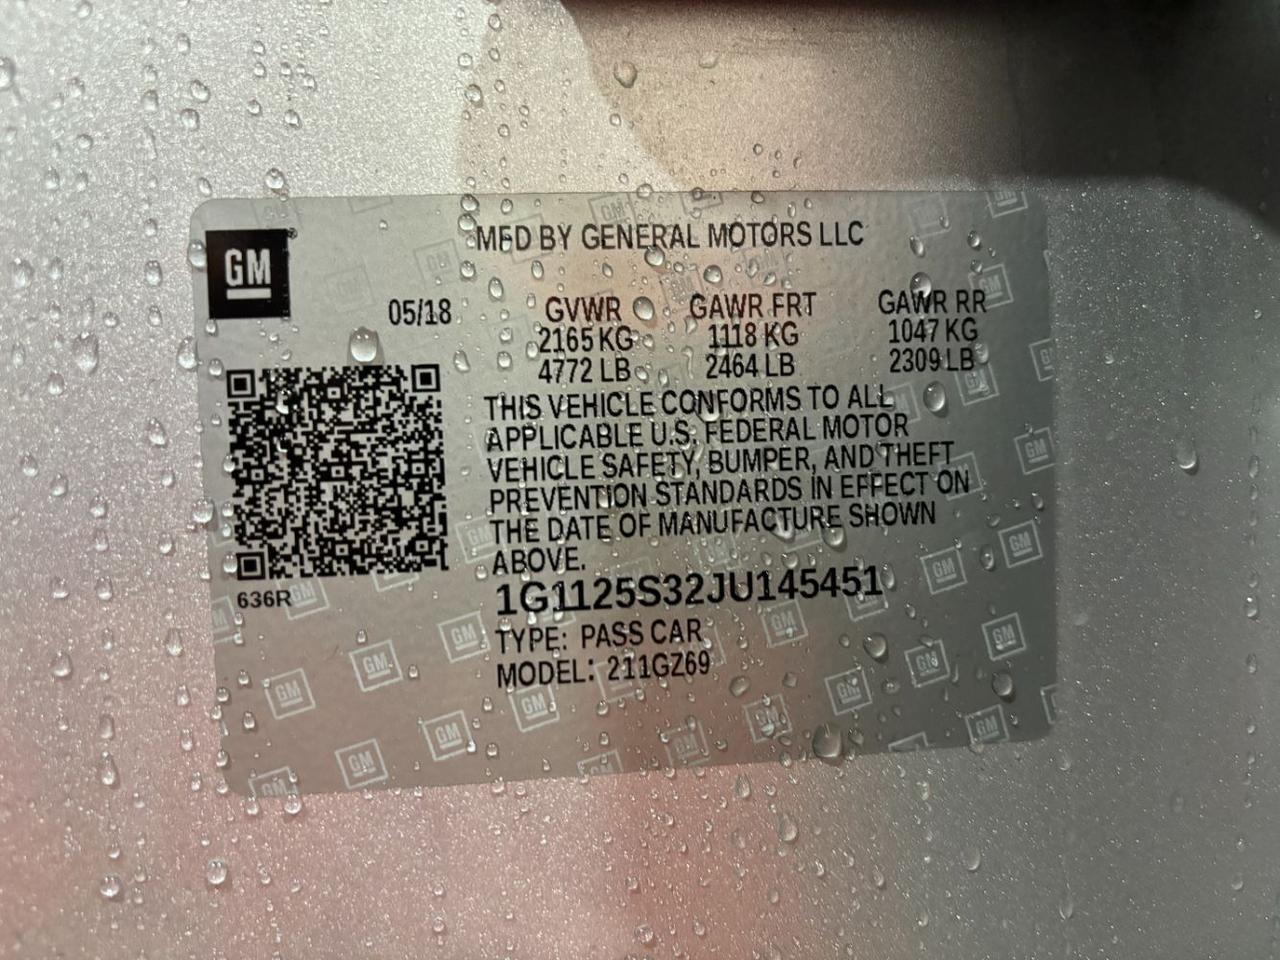 GM
MFD BY GENERAL MOTORS LLC
05/18
GVWR GAWR FRT GAWR RR
2165 KG 1118 KG 1047 KG
4772 LB 2464 LB 2309 LB
THIS VEHICLE CONFORMS TO ALL
APPLICABLE U.S. FEDERAL MOTOR
VEHICLE SAFETY, BUMPER, AND THEFT
PREVENTION STANDARDS IN EFFECT ON
THE DATE OF MANUFACTURE SHOWN
ABOVE.
636R
1G1125S32JU145451
TYPE: PASS CAR
MODEL: 211GZ69